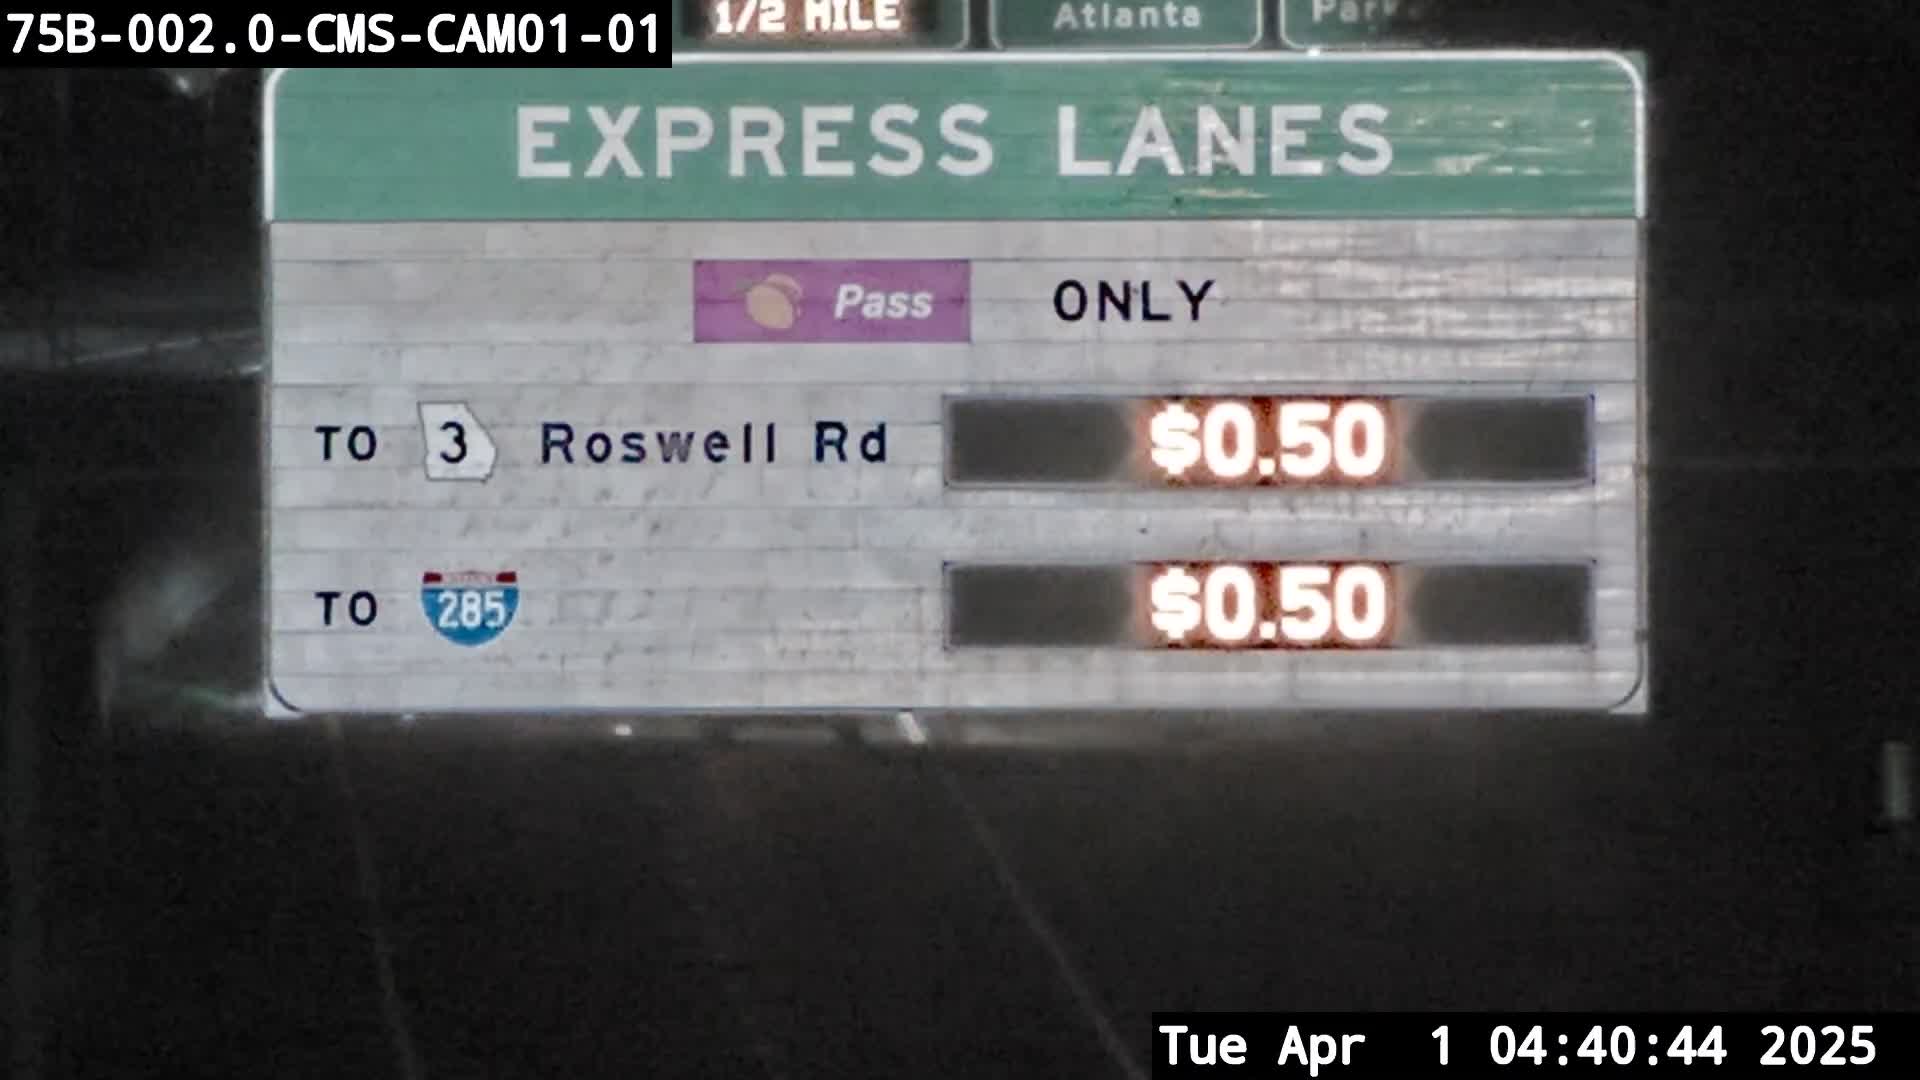 75B-002.0-CMS-CAM01-01
1/2 MILE
Atlanta
EXPRESS LANES
Pass ONLY
TO 3 Roswell Rd $0.50
TO 285 $0.50
Tue Apr 1 04:40:44 2025